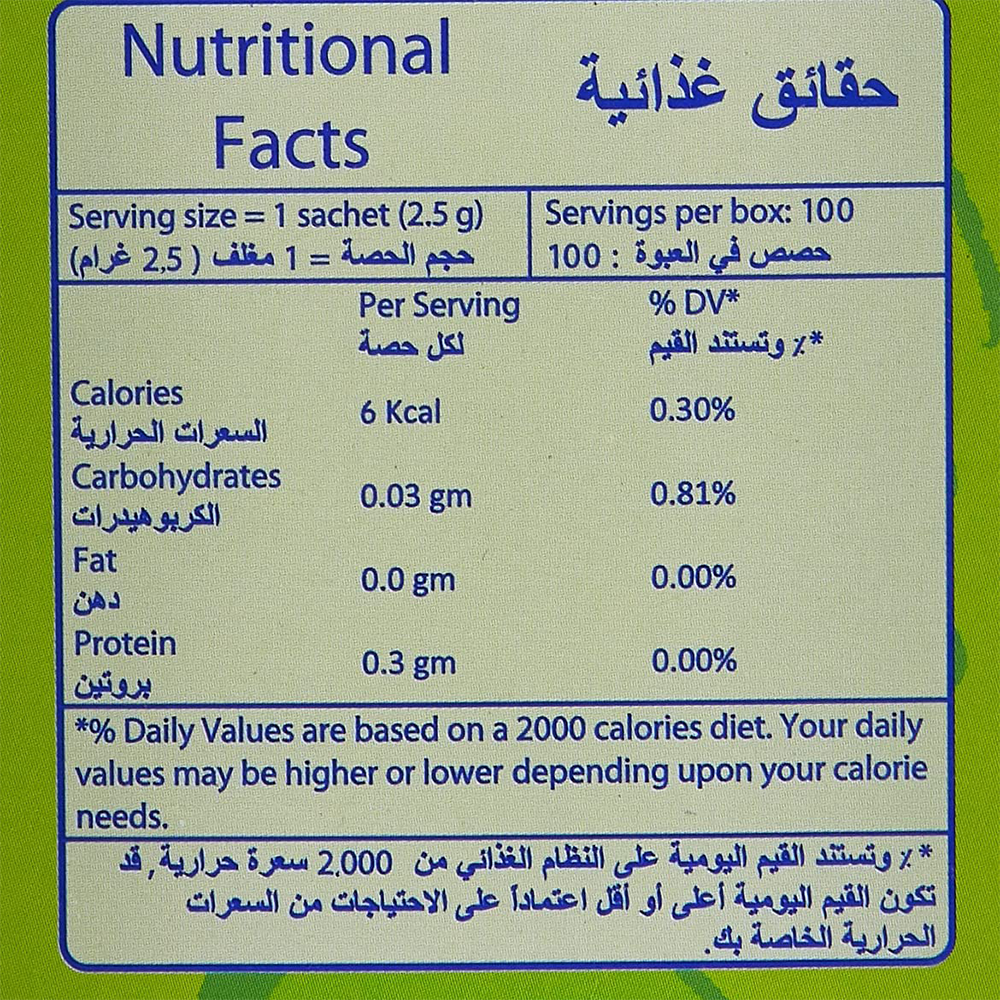 Nutritional
Facts
حقائق غذائية
Serving size = 1 sachet (2.5 g)
حجم الحصة = 1 مغلف ( 2,5 غرام)
Servings per box: 100
حصص في العبوة : 100
Per Serving
لكل حصة
% DV*
*٪ وتستند القيم
Calories
السعرات الحرارية
6 Kcal
0.30%
Carbohydrates
الكربوهيدرات
0.03 gm
0.81%
Fat
دهن
0.0 gm
0.00%
Protein
بروتين
0.3 gm
0.00%
*% Daily Values are based on a 2000 calories diet. Your daily
values may be higher or lower depending upon your calorie
needs.
*٪ وتستند القيم اليومية على النظام الغذائي من 2,000 سعرة حرارية, قد
تكون القيم اليومية أعلى أو أقل اعتماداً على الاحتياجات من السعرات
الحرارية الخاصة بك.